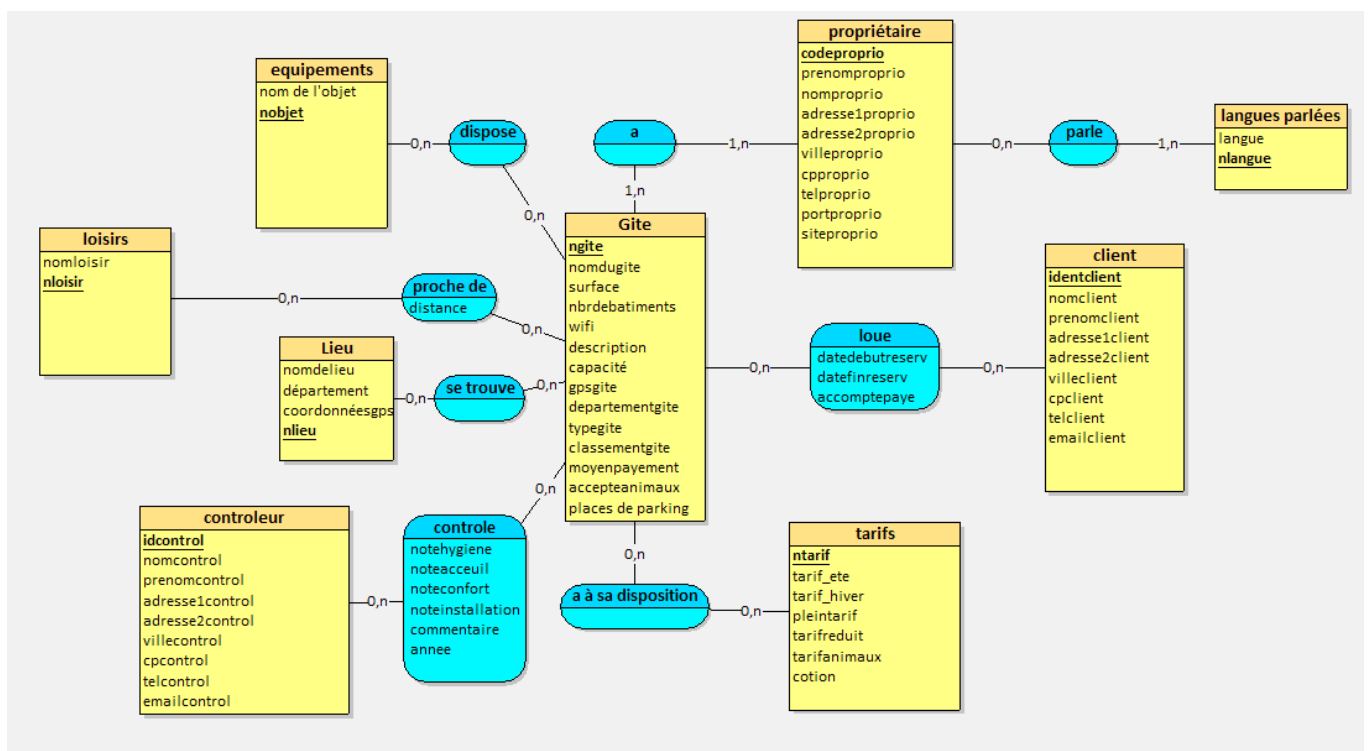 equipements
nom de l'objet
nobjet
0,n
dispose
0,n
a
1,n
1,n
propriétaire
codeproprio
prenomproprio
nomproprio
adresse1proprio
adresse2proprio
villeproprio
cpproprio
telproprio
portproprio
siteproprio
0,n
parle
1,n
langues parlées
langue
nlangue
loisirs
nomloisir
nloisir
0,n
proche de
distance
0,n
Gite
ngite
nomdugite
surface
nbrdebatiments
wifi
description
capacité
gpsgite
departementgite
typegite
classementgite
moyenpayement
accepteanimaux
places de parking
Lieu
nomdelieu
département
coordonnéesgps
nlieu
0,n
se trouve
0,n
0,n
loue
datedebutreserv
datefinreserv
accomptepaye
0,n
client
identclient
nomclient
prenomclient
adresse1client
adresse2client
villeclient
cpclient
telclient
emailclient
controleur
idcontrol
nomcontrol
prenomcontrol
adresse1control
adresse2control
villecontrol
cpcontrol
telcontrol
emailcontrol
0,n
controle
notehygiene
noteacceuil
noteconfort
noteinstallation
commentaire
annee
0,n
0,n
a à sa disposition
0,n
tarifs
ntarif
tarif_ete
tarif_hiver
pleintarif
tarifreduit
tarifanimaux
cotion